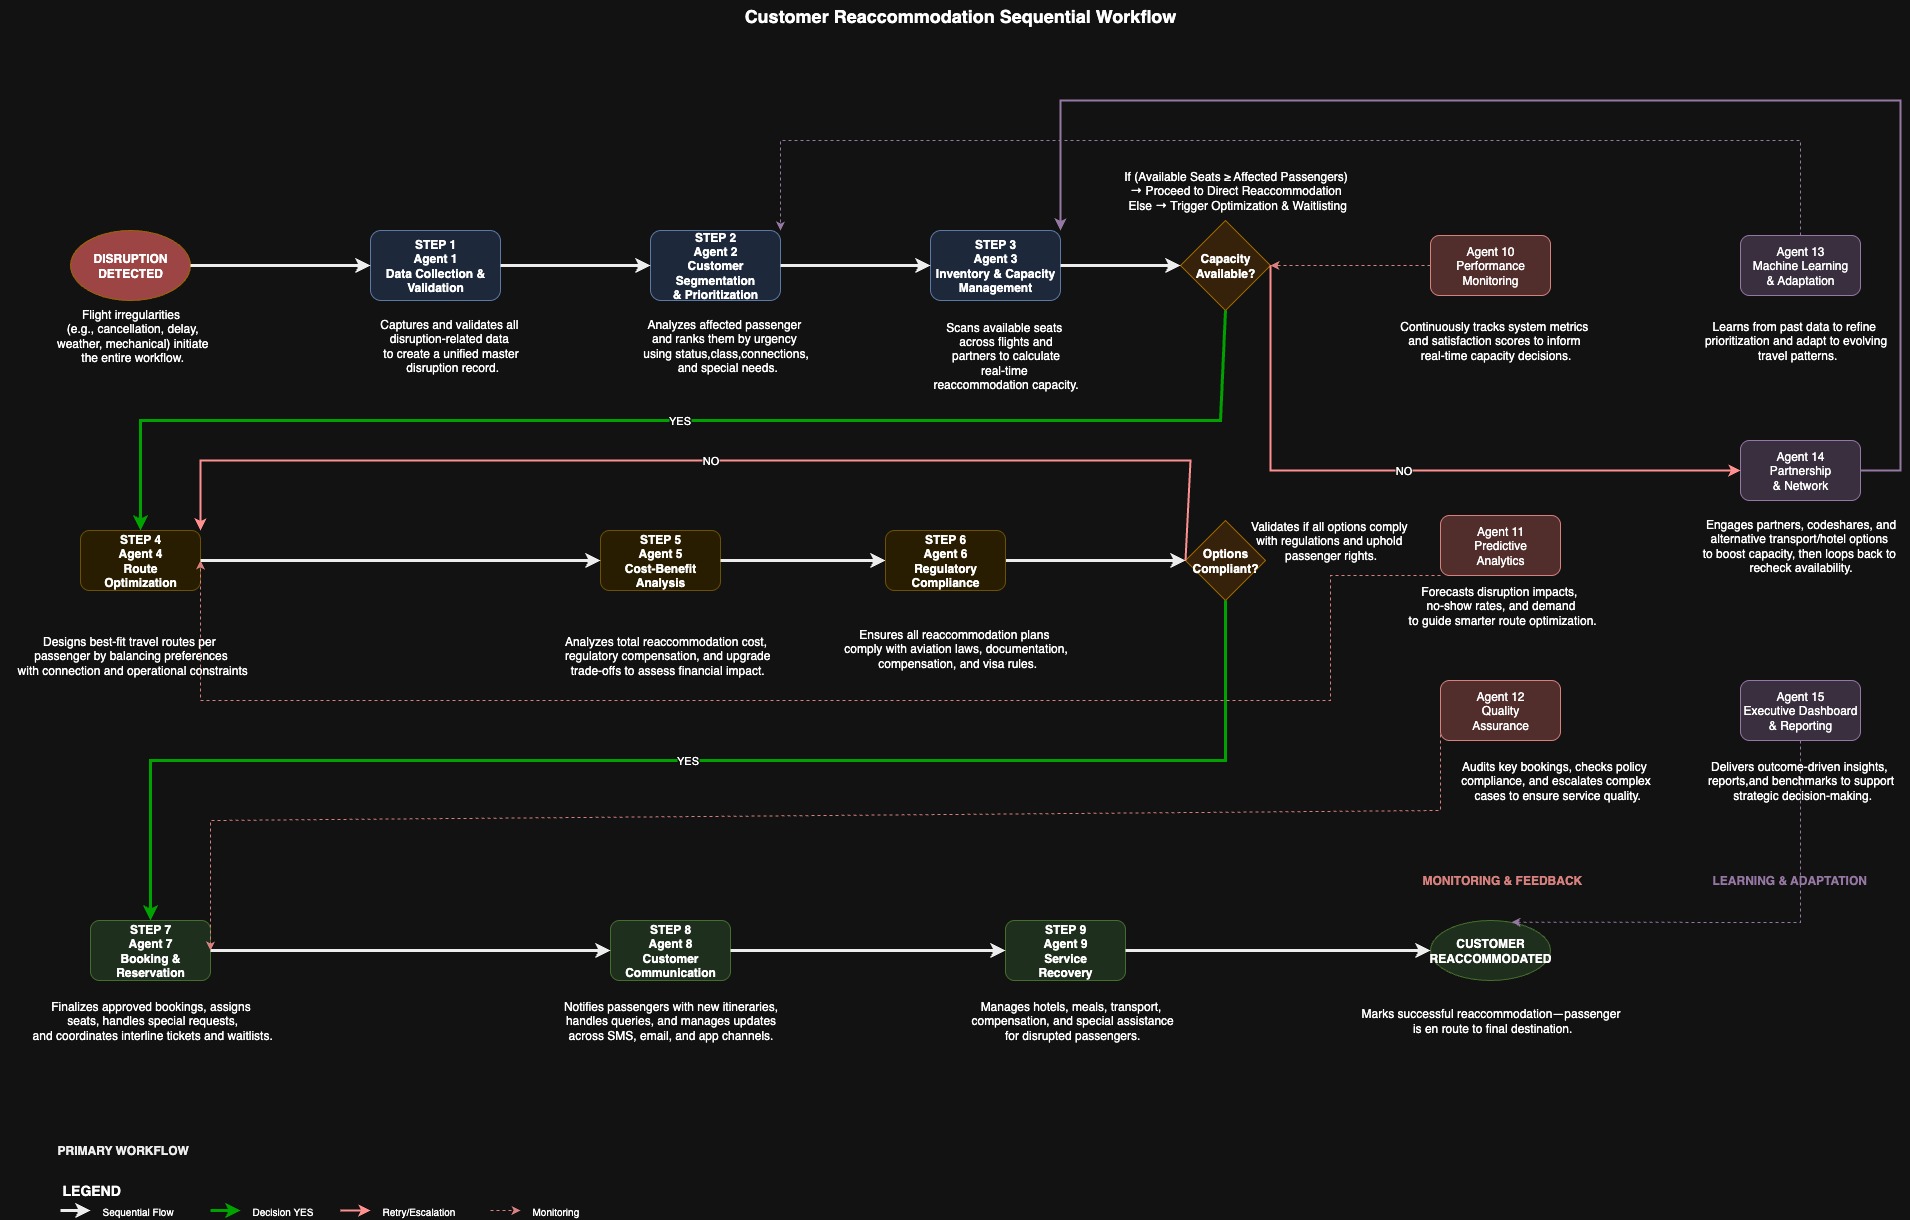 Customer Reaccommodation Sequential Workflow
If (Available Seats ≥ Affected Passengers)
→ Proceed to Direct Reaccommodation
Else → Trigger Optimization & Waitlisting
DISRUPTION
DETECTED
Flight irregularities
(e.g., cancellation, delay,
weather, mechanical) initiate
the entire workflow.
STEP 1
Agent 1
Data Collection &
Validation
Captures and validates all
disruption-related data
to create a unified master
disruption record.
STEP 2
Agent 2
Customer
Segmentation
& Prioritization
Analyzes affected passenger
and ranks them by urgency
using status,class,connections,
and special needs.
STEP 3
Agent 3
Inventory & Capacity
Management
Scans available seats
across flights and
partners to calculate
real-time
reaccommodation capacity.
Capacity
Available?
Agent 10
Performance
Monitoring
Continuously tracks system metrics
and satisfaction scores to inform
real-time capacity decisions.
Agent 13
Machine Learning
& Adaptation
Learns from past data to refine
prioritization and adapt to evolving
travel patterns.
YES
NO
NO
Agent 14
Partnership
& Network
Engages partners, codeshares, and
alternative transport/hotel options
to boost capacity, then loops back to
recheck availability.
STEP 4
Agent 4
Route
Optimization
Designs best-fit travel routes per
passenger by balancing preferences
with connection and operational constraints
STEP 5
Agent 5
Cost-Benefit
Analysis
Analyzes total reaccommodation cost,
regulatory compensation, and upgrade
trade-offs to assess financial impact.
STEP 6
Agent 6
Regulatory
Compliance
Ensures all reaccommodation plans
comply with aviation laws, documentation,
compensation, and visa rules.
Options
Compliant?
Validates if all options comply
with regulations and uphold
passenger rights.
Agent 11
Predictive
Analytics
Forecasts disruption impacts,
no-show rates, and demand
to guide smarter route optimization.
Agent 12
Quality
Assurance
Audits key bookings, checks policy
compliance, and escalates complex
cases to ensure service quality.
Agent 15
Executive Dashboard
& Reporting
Delivers outcome-driven insights,
reports,and benchmarks to support
strategic decision-making.
YES
MONITORING & FEEDBACK
LEARNING & ADAPTATION
STEP 7
Agent 7
Booking &
Reservation
Finalizes approved bookings, assigns
seats, handles special requests,
and coordinates interline tickets and waitlists.
STEP 8
Agent 8
Customer
Communication
Notifies passengers with new itineraries,
handles queries, and manages updates
across SMS, email, and app channels.
STEP 9
Agent 9
Service
Recovery
Manages hotels, meals, transport,
compensation, and special assistance
for disrupted passengers.
CUSTOMER
REACCOMMODATED
Marks successful reaccommodation—passenger
is en route to final destination.
PRIMARY WORKFLOW
LEGEND
Sequential Flow
Decision YES
Retry/Escalation
Monitoring